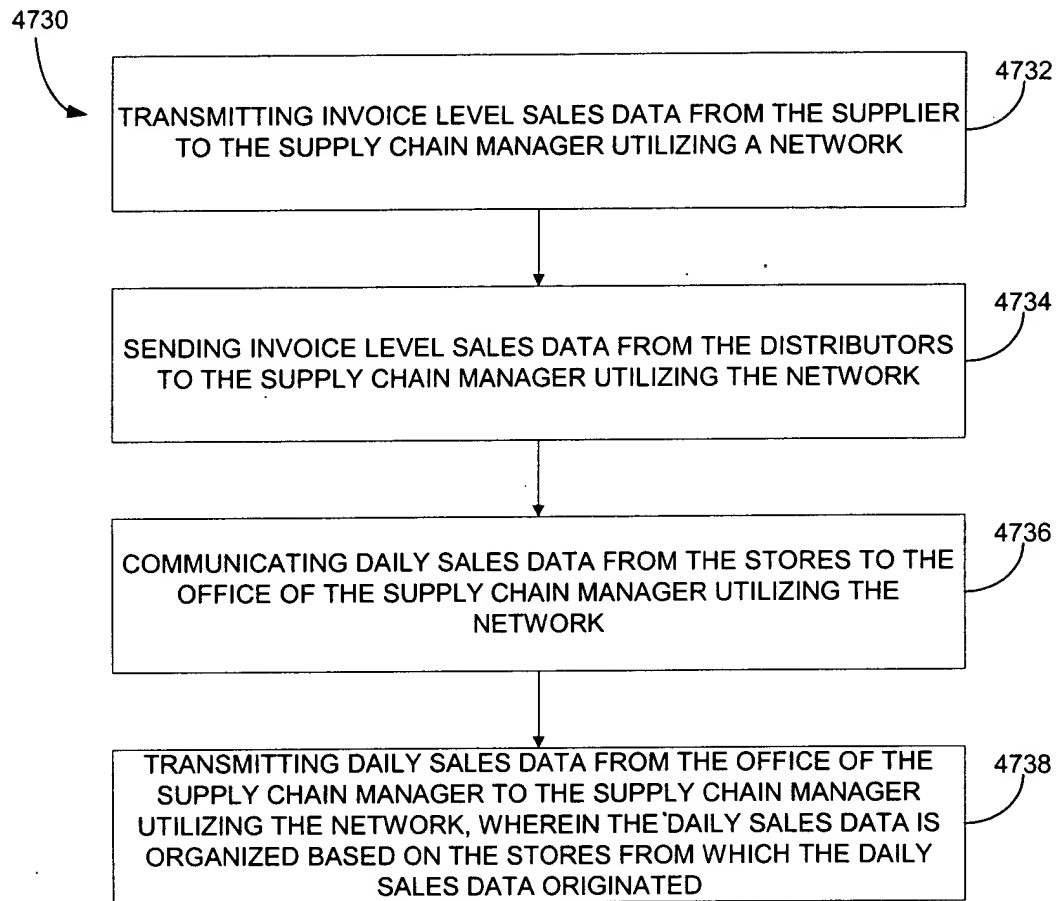 4730
4732
TRANSMITTING INVOICE LEVEL SALES DATA FROM THE SUPPLIER
TO THE SUPPLY CHAIN MANAGER UTILIZING A NETWORK
4734
SENDING INVOICE LEVEL SALES DATA FROM THE DISTRIBUTORS
TO THE SUPPLY CHAIN MANAGER UTILIZING THE NETWORK
4736
COMMUNICATING DAILY SALES DATA FROM THE STORES TO THE
OFFICE OF THE SUPPLY CHAIN MANAGER UTILIZING THE
NETWORK
4738
TRANSMITTING DAILY SALES DATA FROM THE OFFICE OF THE
SUPPLY CHAIN MANAGER TO THE SUPPLY CHAIN MANAGER
UTILIZING THE NETWORK, WHEREIN THE DAILY SALES DATA IS
ORGANIZED BASED ON THE STORES FROM WHICH THE DAILY
SALES DATA ORIGINATED